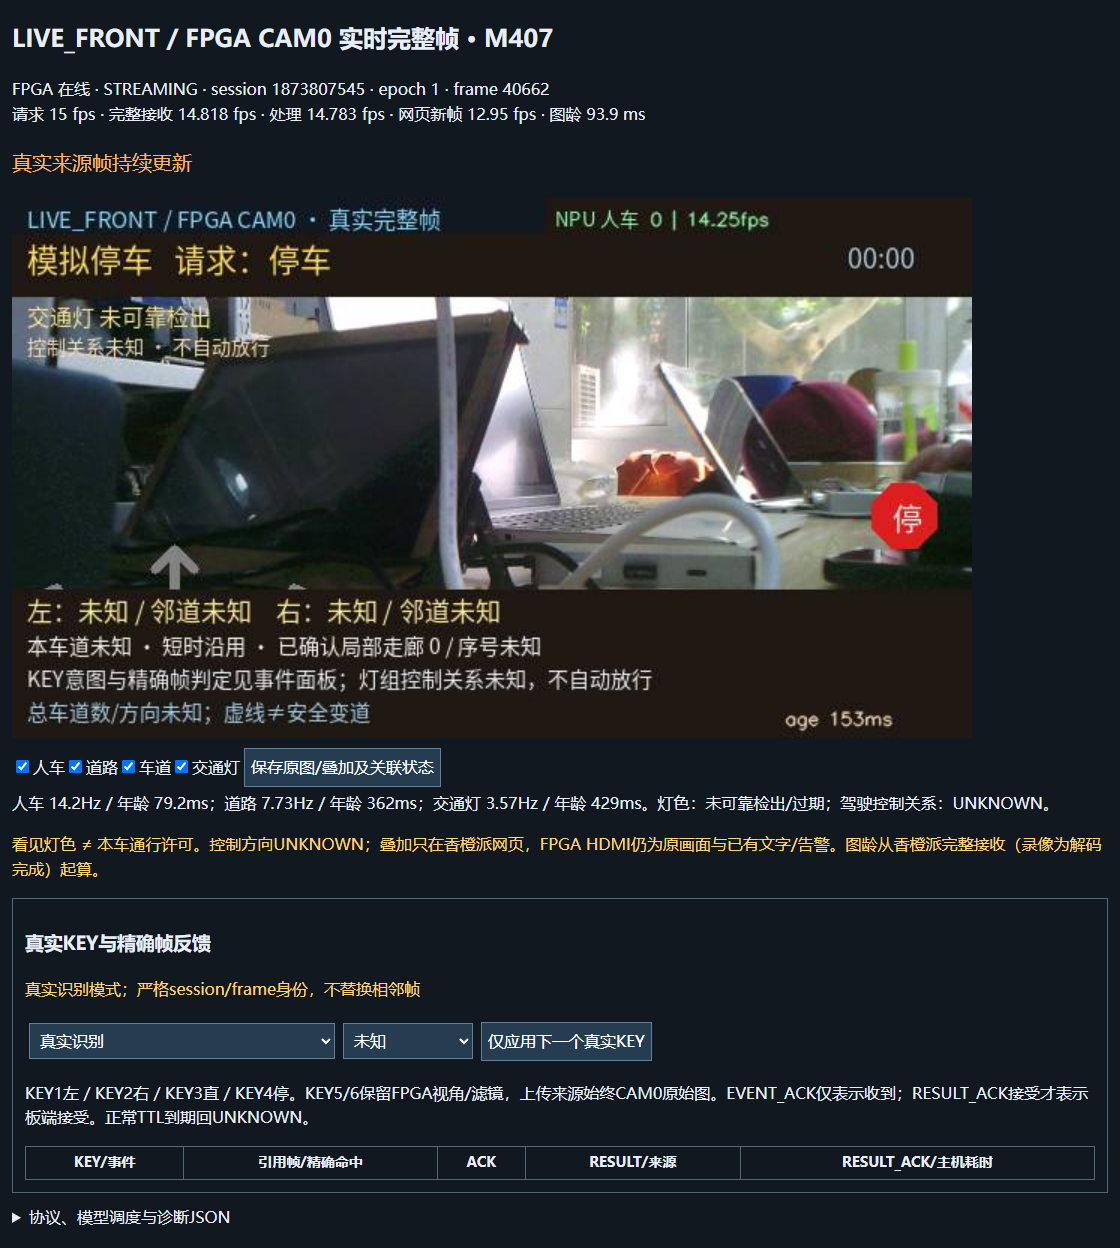 LIVE_FRONT / FPGA CAM0 实时完整帧 • M407
FPGA 在线 · STREAMING · session 1873807545 · epoch 1 · frame 40662
请求 15 fps · 完整接收 14.818 fps · 处理 14.783 fps · 网页新帧 12.95 fps · 图龄 93.9 ms
真实来源帧持续更新
LIVE_FRONT / FPGA CAM0 · 真实完整帧
NPU 人车 0 | 14.25fps
模拟停车 请求：停车
00:00
交通灯 未可靠检出
控制关系未知 · 不自动放行
停
左：未知 / 邻道未知 右：未知 / 邻道未知
本车道未知 · 短时沿用 · 已确认局部走廊 0 / 序号未知
KEY意图与精确帧判定见事件面板；灯组控制关系未知，不自动放行
总车道数/方向未知；虚线≠安全变道
age 153ms
人车 道路 车道 交通灯 保存原图/叠加及关联状态
人车 14.2Hz / 年龄 79.2ms；道路 7.73Hz / 年龄 362ms；交通灯 3.57Hz / 年龄 429ms。灯色：未可靠检出/过期；驾驶控制关系：UNKNOWN。
看见灯色 ≠ 本车通行许可。控制方向UNKNOWN；叠加只在香橙派网页，FPGA HDMI仍为原画面与已有文字/告警。图龄从香橙派完整接收（录像为解码
完成）起算。
真实KEY与精确帧反馈
真实识别模式；严格session/frame身份，不替换相邻帧
真实识别 未知 仅应用下一个真实KEY
KEY1左 / KEY2右 / KEY3直 / KEY4停。KEY5/6保留FPGA视角/滤镜，上传来源始终CAM0原始图。EVENT_ACK仅表示收到；RESULT_ACK接受才表示
板端接受。正常TTL到期回UNKNOWN。
KEY/事件 引用帧/精确命中 ACK RESULT/来源 RESULT_ACK/主机耗时
协议、模型调度与诊断JSON